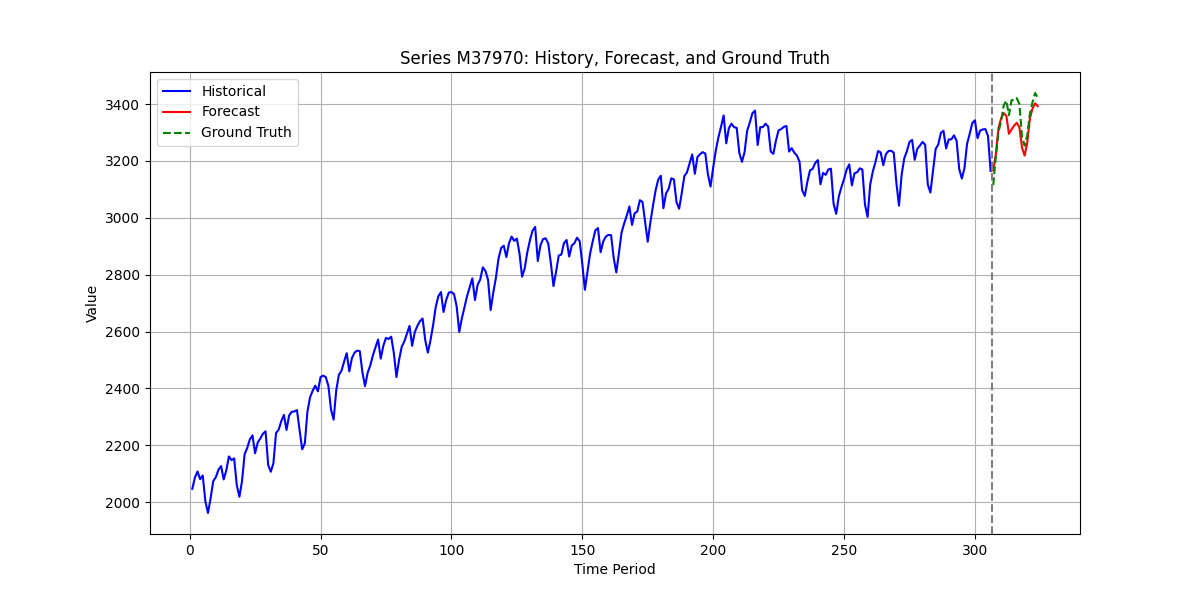 Series M37970: History, Forecast, and Ground Truth
Historical
Forecast
Ground Truth
3400
3200
3000
2800
2600
2400
2200
2000
Value
0 50 100 150 200 250 300
Time Period